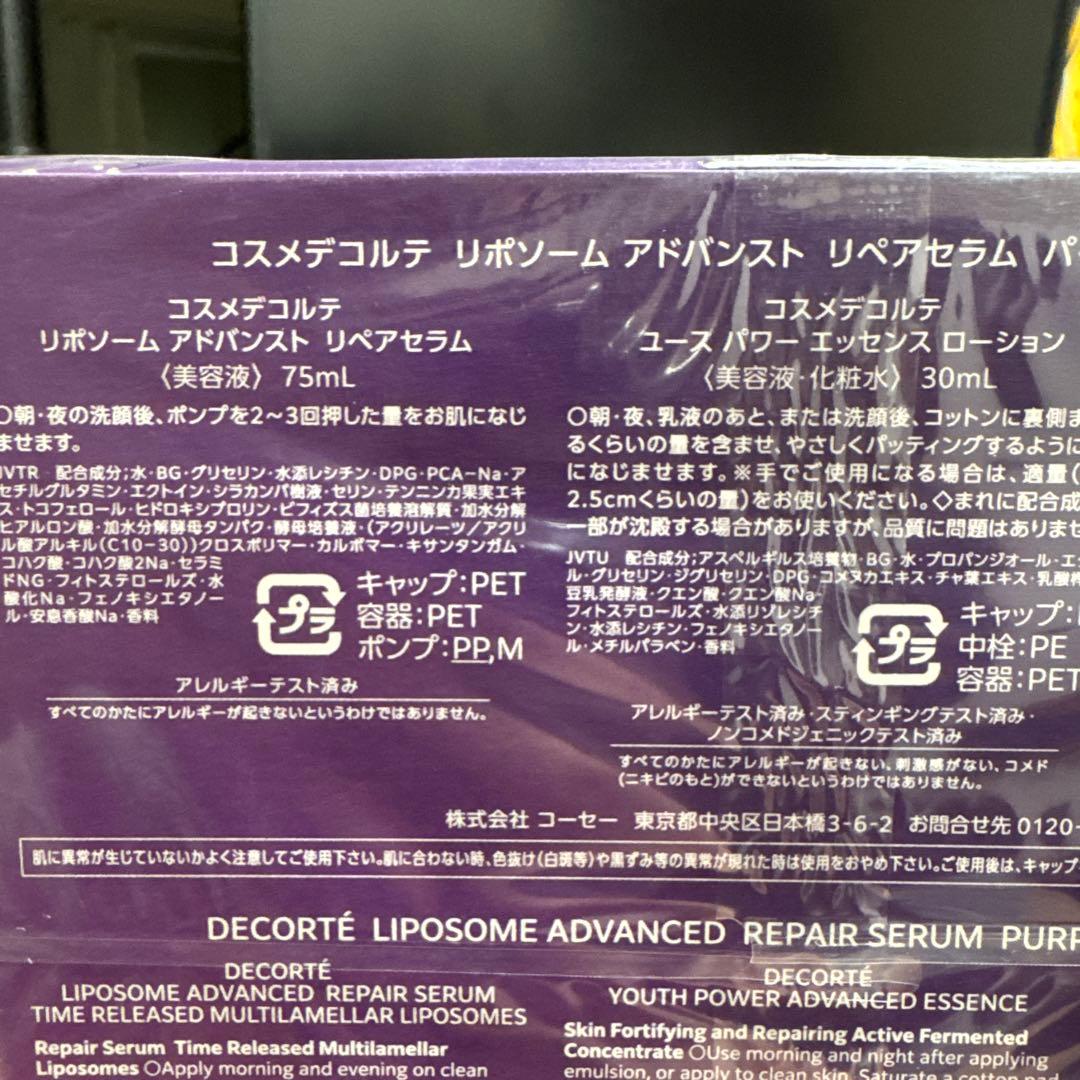 コスメデコルテ リポソーム アドバンスト リペアセラム
コスメデコルテ
リポソーム アドバンスト リペアセラム
〈美容液〉 75mL
○朝・夜の洗顔後、ポンプを2～3回押した量をお肌になじ
ませます。
JVTR 配合成分;水・BG・グリセリン・水添レシチン・DPG・PCA-Na・ア
セチルグルタミン・エクトイン・シラカンバ樹液・セリン・テンニンカ果実エキ
ス・トコフェロール・ヒドロキシプロリン・ビフィズス菌培養溶解質・加水分解
ヒアルロン酸・加水分解酵母タンパク・酵母培養液・(アクリレーツ/アクリ
ル酸アルキル(C10-30))クロスポリマー・カルボマー・キサンタンガム・
コハク酸・コハク酸2Na・セラミ
ドNG・フィトステロールズ・水
酸化Na・フェノキシエタノー
ル・安息香酸Na・香料
プラ
キャップ:PET
容器:PET
ポンプ:PP,M
アレルギーテスト済み
すべてのかたにアレルギーが起きないというわけではありません。
コスメデコルテ
ユース パワー エッセンス ローション
〈美容液・化粧水〉 30mL
○朝・夜、乳液のあと、または洗顔後、コットンに裏側ま
るくらいの量を含ませ、やさしくパッティングするように
になじませます。※手でご使用になる場合は、適量(
2.5cmくらいの量)をお使いください。◇まれに配合成
一部が沈殿する場合がありますが、品質に問題はありませ
JVTU 配合成分;アスペルギルス培養物・BG・水・プロパンジオール・エ
ル・グリセリン・ジグリセリン・DPG・コメヌカエキス・チャ葉エキス・乳酸桿
豆乳発酵液・クエン酸・クエン酸Na・
フィトステロールズ・水添リゾレシチ
ン・水添レシチン・フェノキシエタノー
ル・メチルパラベン・香料
プラ
キャップ:
中栓:PE
容器:PET
アレルギーテスト済み・スティンギングテスト済み・
ノンコメドジェニックテスト済み
すべてのかたにアレルギーが起きない、刺激感がない、コメド
(ニキビのもと)ができないというわけではありません。
株式会社 コーセー 東京都中央区日本橋3-6-2 お問合せ先 0120-
肌に異常が生じていないかよく注意してご使用下さい。肌に合わない時、色抜け(白斑等)や黒ずみ等の異常が現れた時は使用をおやめ下さい。ご使用後は、キャップ
DECORTÉ LIPOSOME ADVANCED REPAIR SERUM
DECORTÉ
LIPOSOME ADVANCED REPAIR SERUM
TIME RELEASED MULTILAMELLAR LIPOSOMES
Repair Serum Time Released Multilamellar
Liposomes ○Apply morning and evening on clean
DECORTÉ
YOUTH POWER ADVANCED ESSENCE
Skin Fortifying and Repairing Active Fermented
Concentrate ○Use morning and night after applying
emulsion, or apply to clean skin. Saturate a cotton